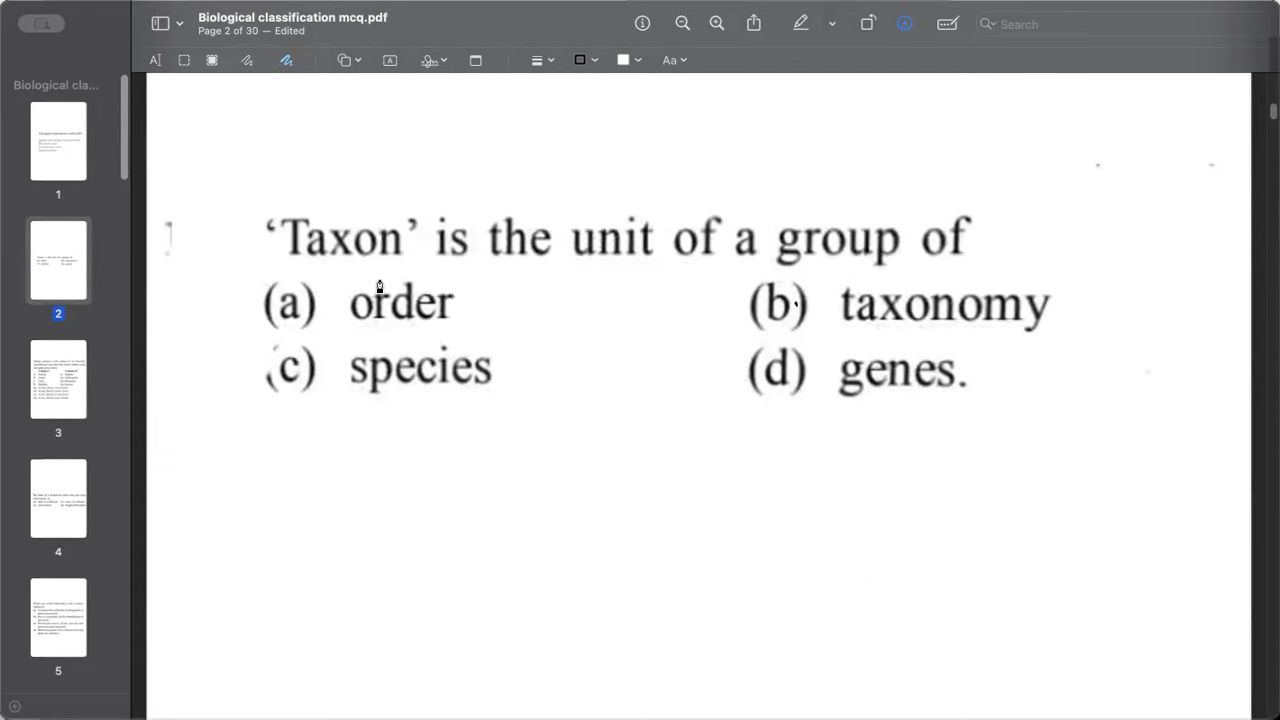 Biological classification mcq.pdf
Page 2 of 30 — Edited
Search
Aa
Biological cla...
1
2
3
4
5
‘Taxon’ is the unit of a group of
(a) order (b) taxonomy
(c) species (d) genes.